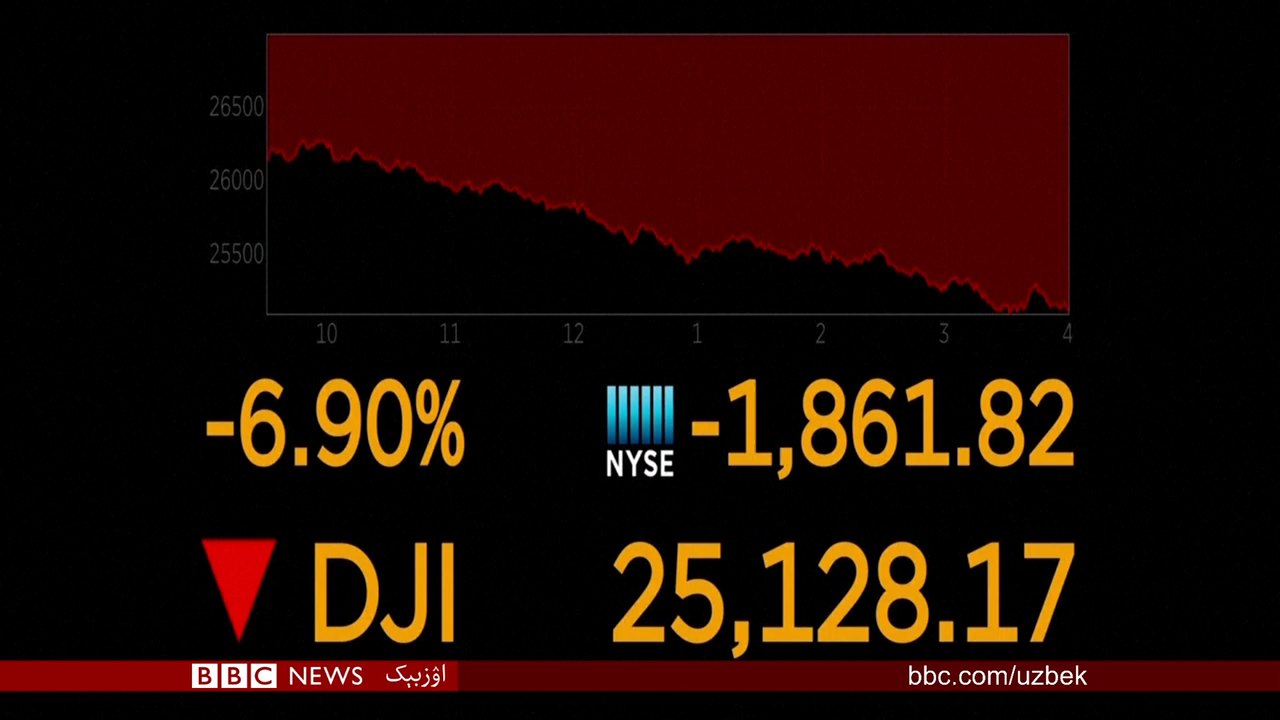 26500
26000
25500
10 11 12 1 2 3 4
-6.90% NYSE -1,861.82
DJI 25,128.17
BBC NEWS اۉزبېک bbc.com/uzbek